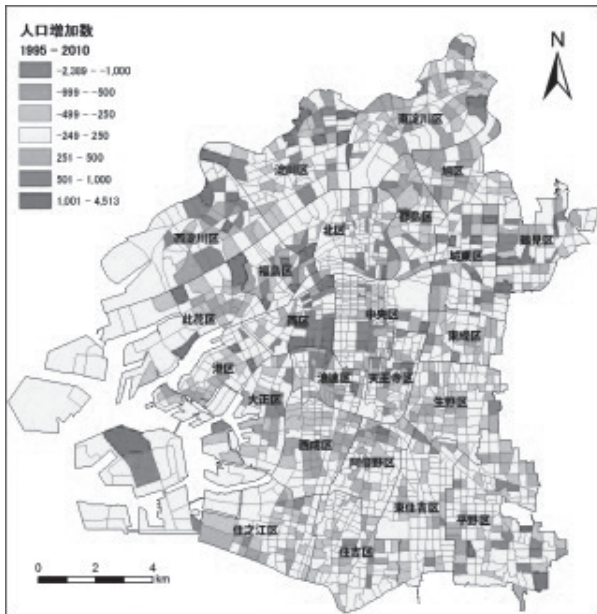 人口増加数
1995 - 2010
-2,389 - -1,000
-999 - -500
-499 - -250
-249 - 250
251 - 500
501 - 1,000
1,001 - 4,513
N
東淀川区
淀川区
旭区
都島区
北区
鶴見区
西淀川区
城東区
福島区
中央区
此花区
西区
東成区
港区
浪速区
天王寺区
大正区
生野区
西成区
阿倍野区
東住吉区
平野区
住之江区
住吉区
0 2 4
km